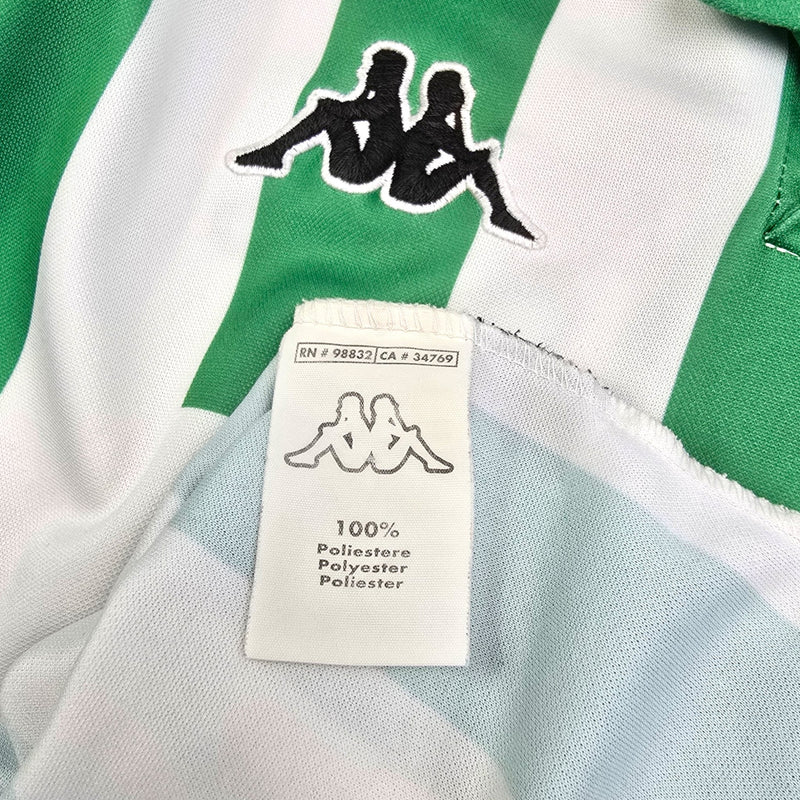 RN # 98832 CA # 34769
100%
Poliestere
Polyester
Poliester